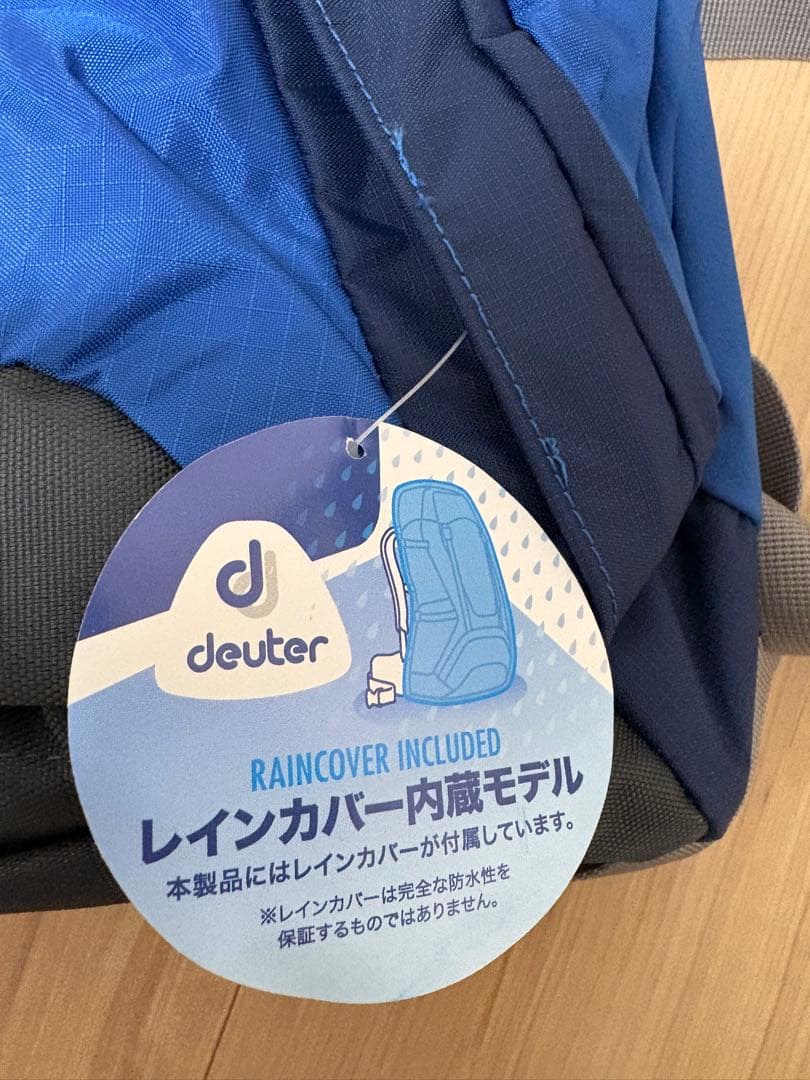 d
deuter
RAINCOVER INCLUDED
レインカバー内蔵モデル
本製品にはレインカバーが付属しています。
※レインカバーは完全な防水性を
保証するものではありません。